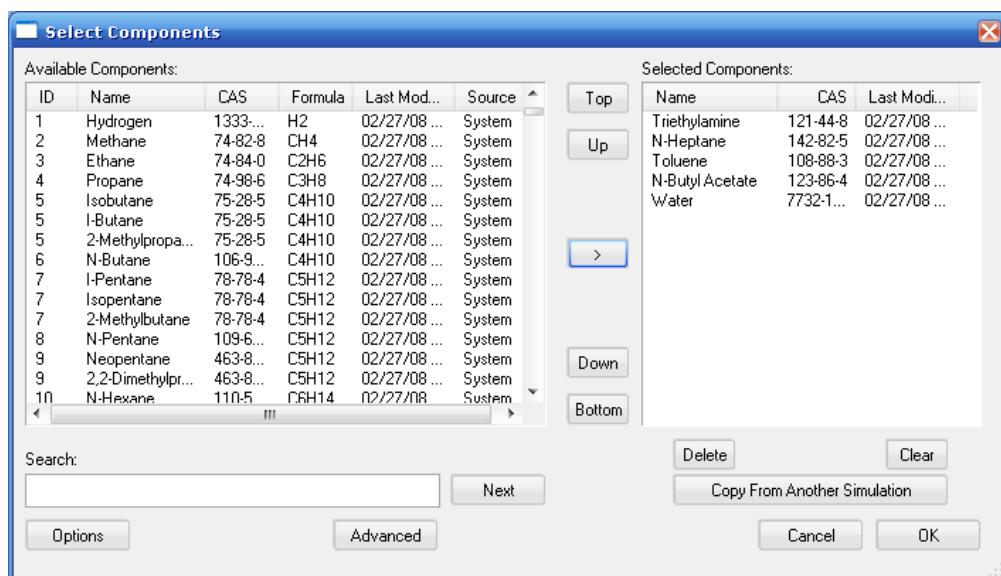 Select Components
Available Components:
ID Name CAS Formula Last Mod... Source
1 Hydrogen 1333-... H2 02/27/08 ... System
2 Methane 74-82-8 CH4 02/27/08 ... System
3 Ethane 74-84-0 C2H6 02/27/08 ... System
4 Propane 74-98-6 C3H8 02/27/08 ... System
5 Isobutane 75-28-5 C4H10 02/27/08 ... System
5 I-Butane 75-28-5 C4H10 02/27/08 ... System
5 2-Methylpropa... 75-28-5 C4H10 02/27/08 ... System
6 N-Butane 106-9... C4H10 02/27/08 ... System
7 I-Pentane 78-78-4 C5H12 02/27/08 ... System
7 Isopentane 78-78-4 C5H12 02/27/08 ... System
7 2-Methylbutane 78-78-4 C5H12 02/27/08 ... System
8 N-Pentane 109-6... C5H12 02/27/08 ... System
9 Neopentane 463-8... C5H12 02/27/08 ... System
9 2,2-Dimethylpr... 463-8... C5H12 02/27/08 ... System
10 N-Hexane 110-5 C6H14 02/27/08 System
Top
Up
>
Down
Bottom
Selected Components:
Name CAS Last Modi...
Triethylamine 121-44-8 02/27/08 ...
N-Heptane 142-82-5 02/27/08 ...
Toluene 108-88-3 02/27/08 ...
N-Butyl Acetate 123-86-4 02/27/08 ...
Water 7732-1... 02/27/08 ...
Delete Clear
Copy From Another Simulation
Search:
Next
Options Advanced Cancel OK